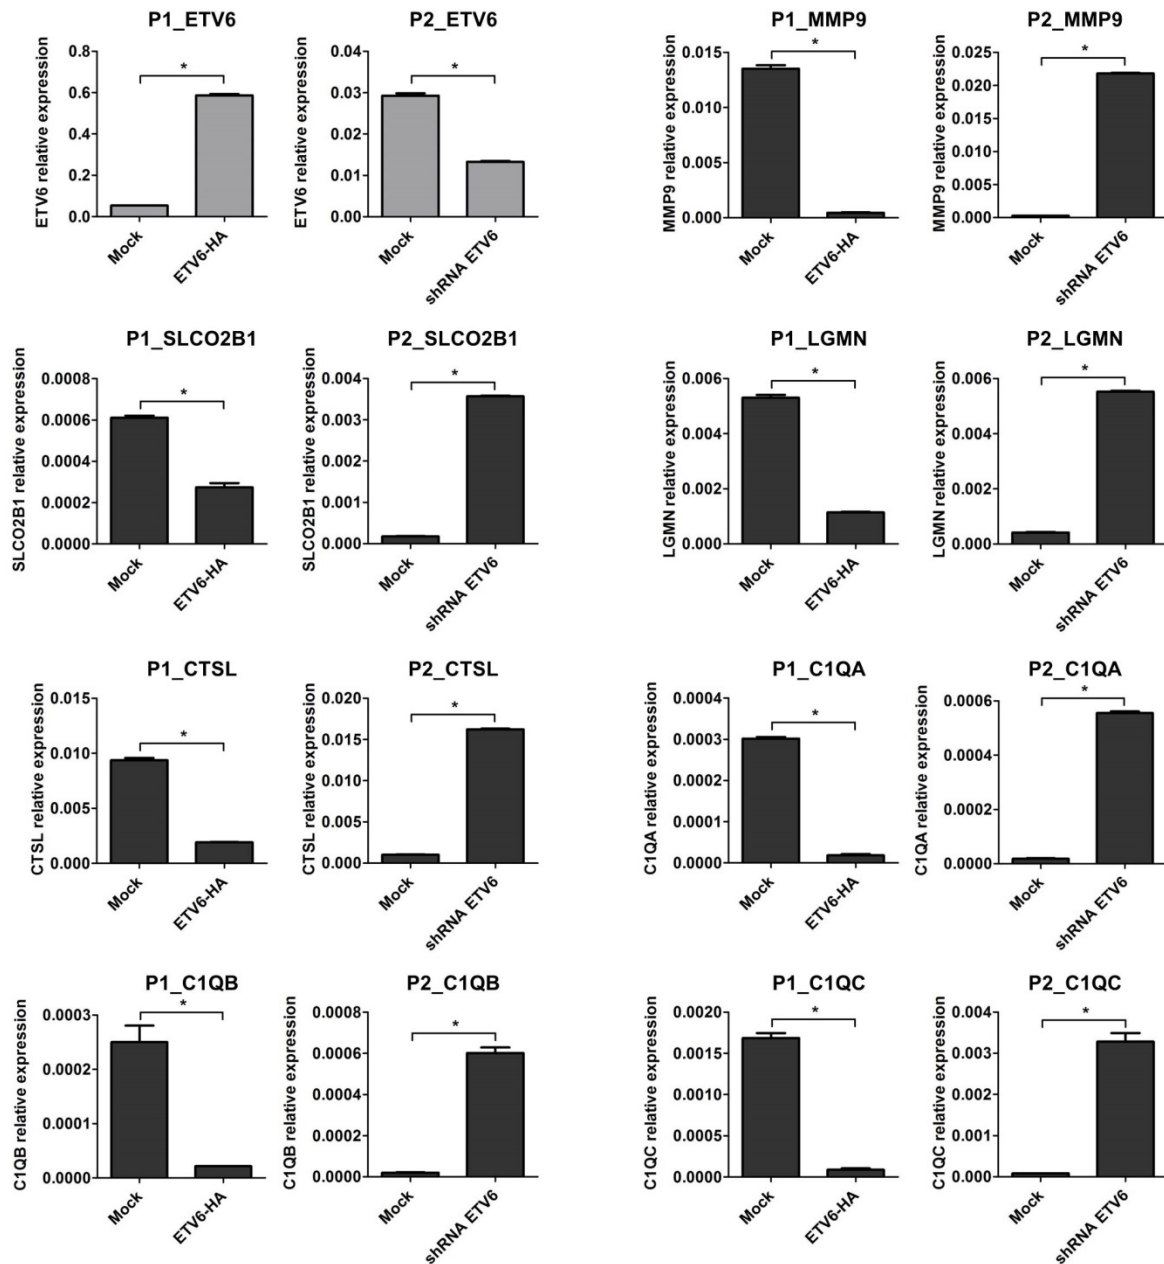 P1_ETV6
ETV6 relative expression
0.8
0.6
0.4
0.2
0.0
*
Mock
ETV6-HA
P2_ETV6
ETV6 relative expression
0.04
0.03
0.02
0.01
0.00
*
Mock
shRNA ETV6
P1_MMP9
MMP9 relative expression
0.015
0.010
0.005
0.000
*
Mock
ETV6-HA
P2_MMP9
MMP9 relative expression
0.025
0.020
0.015
0.010
0.005
0.000
*
Mock
shRNA ETV6
P1_SLCO2B1
SLCO2B1 relative expression
0.0008
0.0006
0.0004
0.0002
0.0000
*
Mock
ETV6-HA
P2_SLCO2B1
SLCO2B1 relative expression
0.004
0.003
0.002
0.001
0.000
*
Mock
shRNA ETV6
P1_LGMN
LGMN relative expression
0.006
0.004
0.002
0.000
*
Mock
ETV6-HA
P2_LGMN
LGMN relative expression
0.006
0.004
0.002
0.000
*
Mock
shRNA ETV6
P1_CTSL
CTSL relative expression
0.015
0.010
0.005
0.000
*
Mock
ETV6-HA
P2_CTSL
CTSL relative expression
0.020
0.015
0.010
0.005
0.000
*
Mock
shRNA ETV6
P1_C1QA
C1QA relative expression
0.0004
0.0003
0.0002
0.0001
0.0000
*
Mock
ETV6-HA
P2_C1QA
C1QA relative expression
0.0006
0.0004
0.0002
0.0000
*
Mock
shRNA ETV6
P1_C1QB
C1QB relative expression
0.0003
0.0002
0.0001
0.0000
*
Mock
ETV6-HA
P2_C1QB
C1QB relative expression
0.0008
0.0006
0.0004
0.0002
0.0000
*
Mock
shRNA ETV6
P1_C1QC
C1QC relative expression
0.0020
0.0015
0.0010
0.0005
0.0000
*
Mock
ETV6-HA
P2_C1QC
C1QC relative expression
0.004
0.003
0.002
0.001
0.000
*
Mock
shRNA ETV6